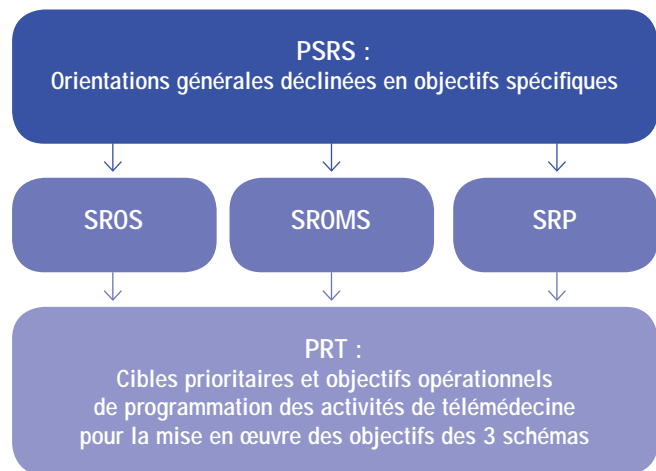 PSRS :
Orientations générales déclinées en objectifs spécifiques
SROS
SROMS
SRP
PRT :
Cibles prioritaires et objectifs opérationnels
de programmation des activités de télémédecine
pour la mise en œuvre des objectifs des 3 schémas